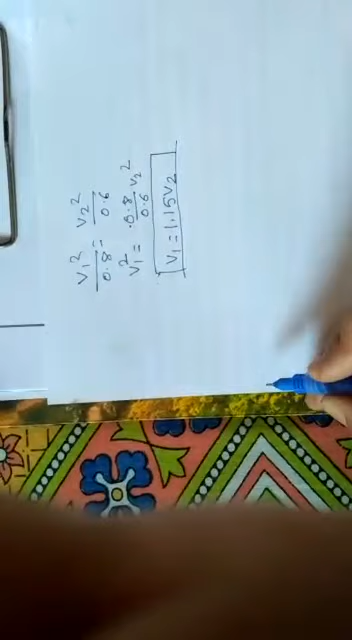 V₁²/0.8 = V₂²/0.6
V₁² = 0.8/0.6 V₂²
V₁ = 1.15V₂